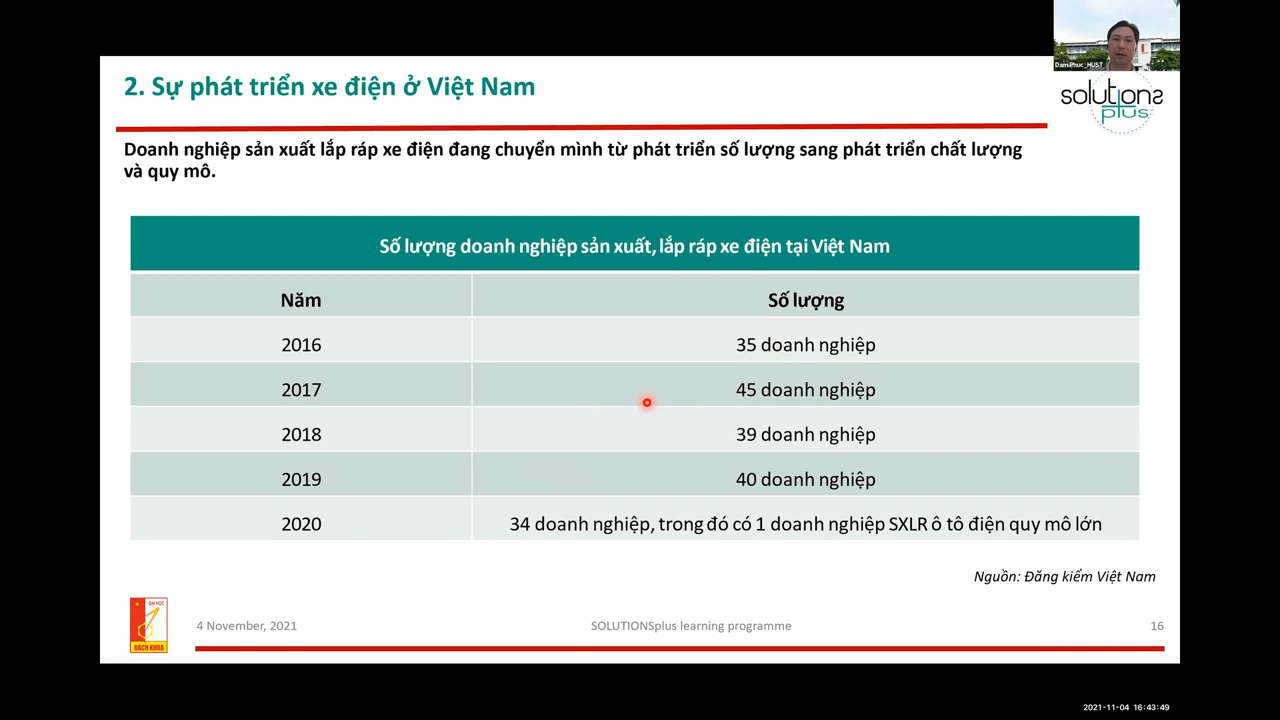 DamPhuc_HUST
solutions
plus
2. Sự phát triển xe điện ở Việt Nam
Doanh nghiệp sản xuất lắp ráp xe điện đang chuyển mình từ phát triển số lượng sang phát triển chất lượng
và quy mô.
Số lượng doanh nghiệp sản xuất, lắp ráp xe điện tại Việt Nam
Năm Số lượng
2016 35 doanh nghiệp
2017 45 doanh nghiệp
2018 39 doanh nghiệp
2019 40 doanh nghiệp
2020 34 doanh nghiệp, trong đó có 1 doanh nghiệp SXLR ô tô điện quy mô lớn
Nguồn: Đăng kiểm Việt Nam
ĐẠI HỌC
BÁCH KHOA
4 November, 2021 SOLUTIONSplus learning programme 16
2021-11-04 16:43:49